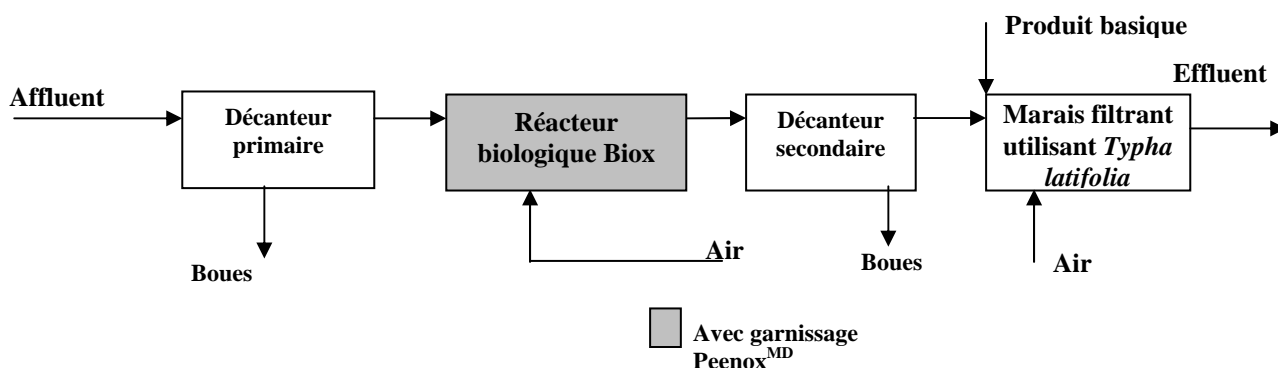 Produit basique
Affluent
Effluent
Décanteur
primaire
Réacteur
biologique Biox
Décanteur
secondaire
Marais filtrant
utilisant Typha
latifolia
Boues
Air
Boues
Air
Avec garnissage
Peenox^MD